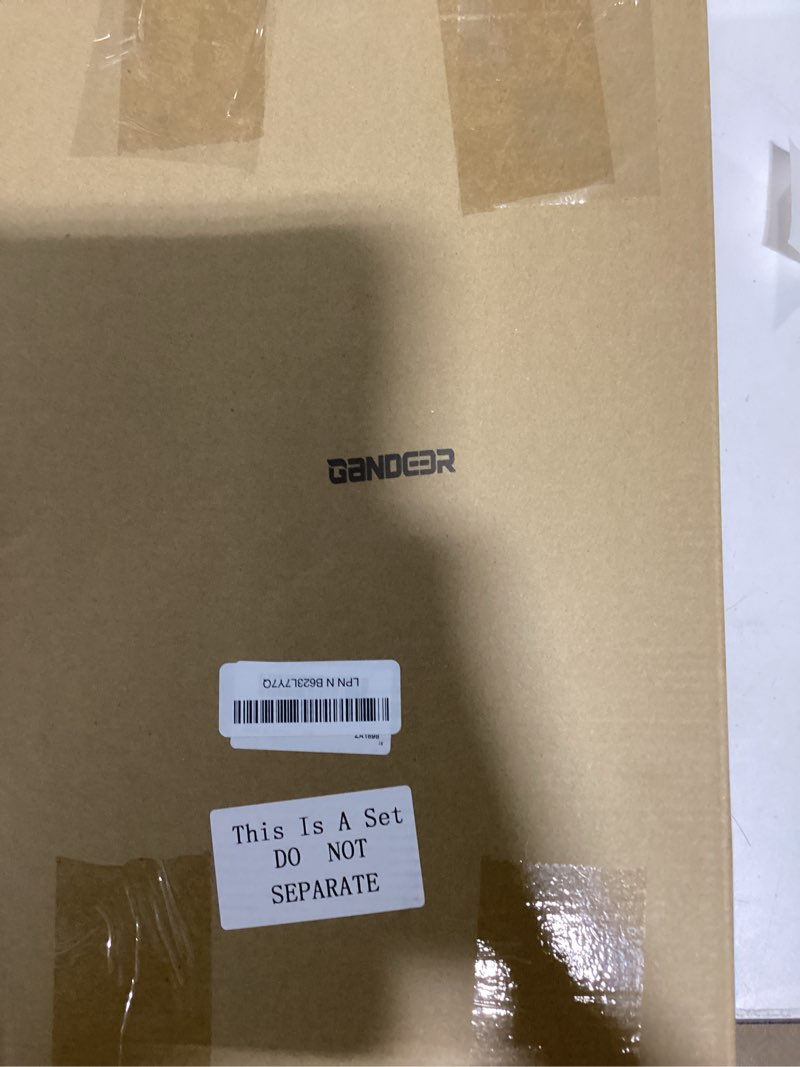 GANDEER
LPN N B623L7Y7Q
This Is A Set
DO NOT
SEPARATE